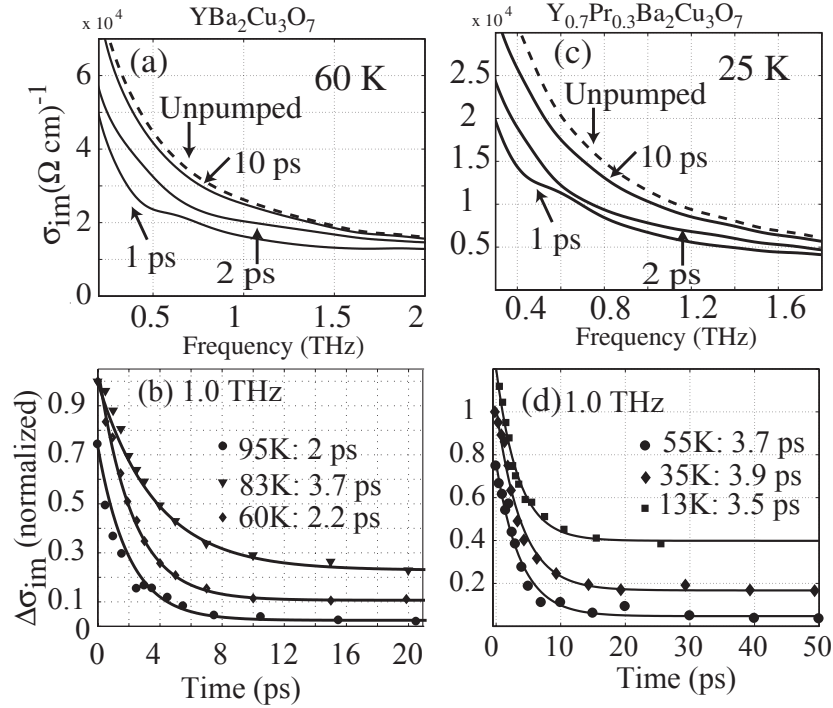 YBa₂Cu₃O₇
x 10⁴
(a)
60 K
Unpumped
10 ps
1 ps
2 ps
6
4
2
0
0.5
1
1.5
2
σim(Ω cm)⁻¹
Frequency (THz)
Y₀.₇Pr₀.₃Ba₂Cu₃O₇
x 10⁴
(c)
25 K
Unpumped
10 ps
1 ps
2 ps
2.5
2
1.5
1
0.5
0.4
0.8
1.2
1.6
Frequency (THz)
(b) 1.0 THz
95K: 2 ps
83K: 3.7 ps
60K: 2.2 ps
0.9
0.7
0.5
0.3
0.1
0
0
4
8
12
16
20
Δσim (normalized)
Time (ps)
(d) 1.0 THz
55K: 3.7 ps
35K: 3.9 ps
13K: 3.5 ps
1
0.8
0.6
0.4
0.2
0
10
20
30
40
50
Time (ps)